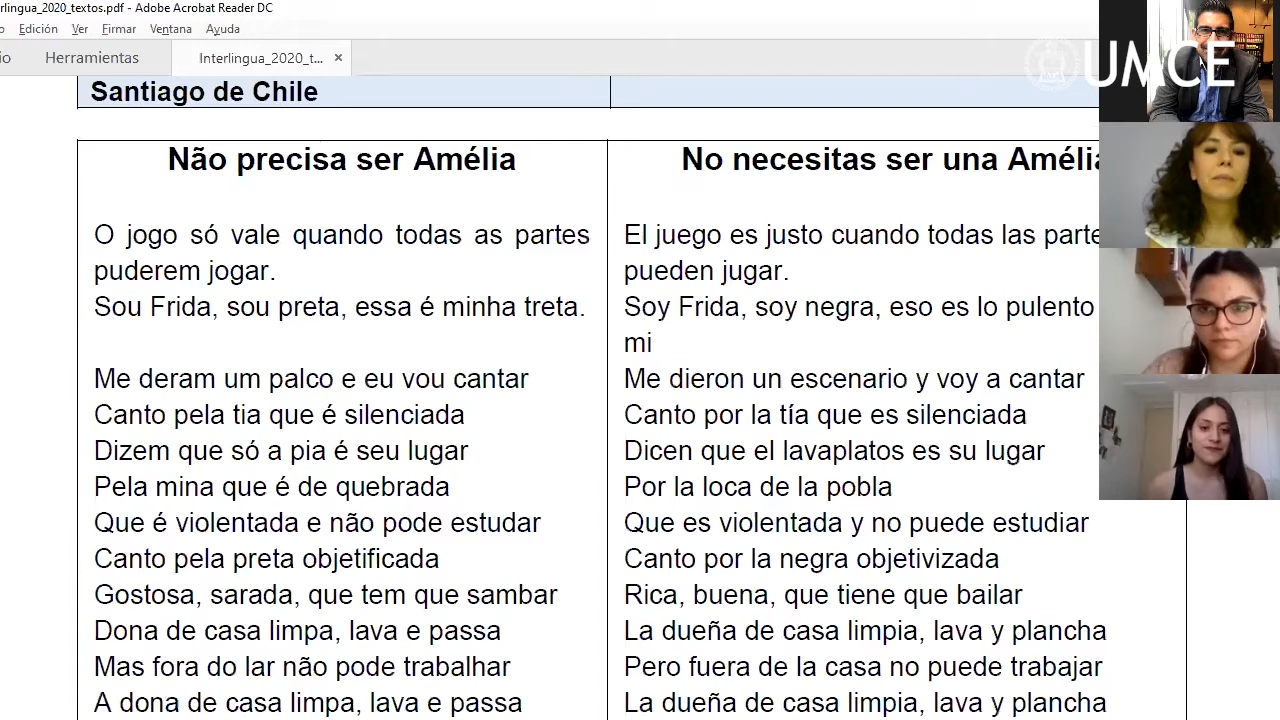 rlingua_2020_textos.pdf - Adobe Acrobat Reader DC
o Edición Ver Firmar Ventana Ayuda
io Herramientas Interlingua_2020_t... ×
UMCE
Santiago de Chile
Não precisa ser Amélia
O jogo só vale quando todas as partes
puderem jogar.
Sou Frida, sou preta, essa é minha treta.
Me deram um palco e eu vou cantar
Canto pela tia que é silenciada
Dizem que só a pia é seu lugar
Pela mina que é de quebrada
Que é violentada e não pode estudar
Canto pela preta objetificada
Gostosa, sarada, que tem que sambar
Dona de casa limpa, lava e passa
Mas fora do lar não pode trabalhar
A dona de casa limpa, lava e passa
No necesitas ser una Amélia
El juego es justo cuando todas las parte
pueden jugar.
Soy Frida, soy negra, eso es lo pulento
mi
Me dieron un escenario y voy a cantar
Canto por la tía que es silenciada
Dicen que el lavaplatos es su lugar
Por la loca de la pobla
Que es violentada y no puede estudiar
Canto por la negra objetivizada
Rica, buena, que tiene que bailar
La dueña de casa limpia, lava y plancha
Pero fuera de la casa no puede trabajar
La dueña de casa limpia, lava y plancha